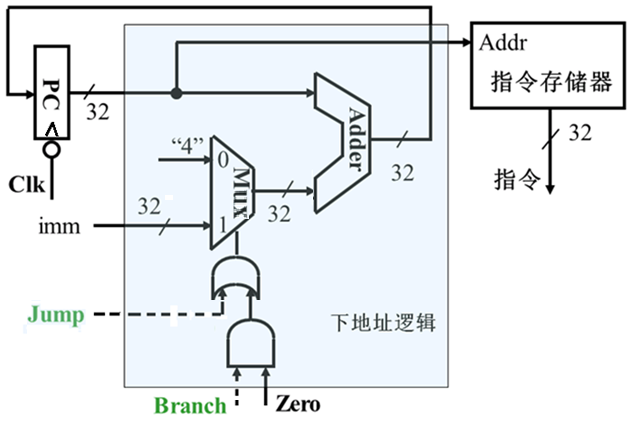 Addr
指令存储器
PC
32
Clk
"4"
0
Mux
1
32
Adder
32
32
指令
imm
32
Jump
下地址逻辑
Branch
Zero